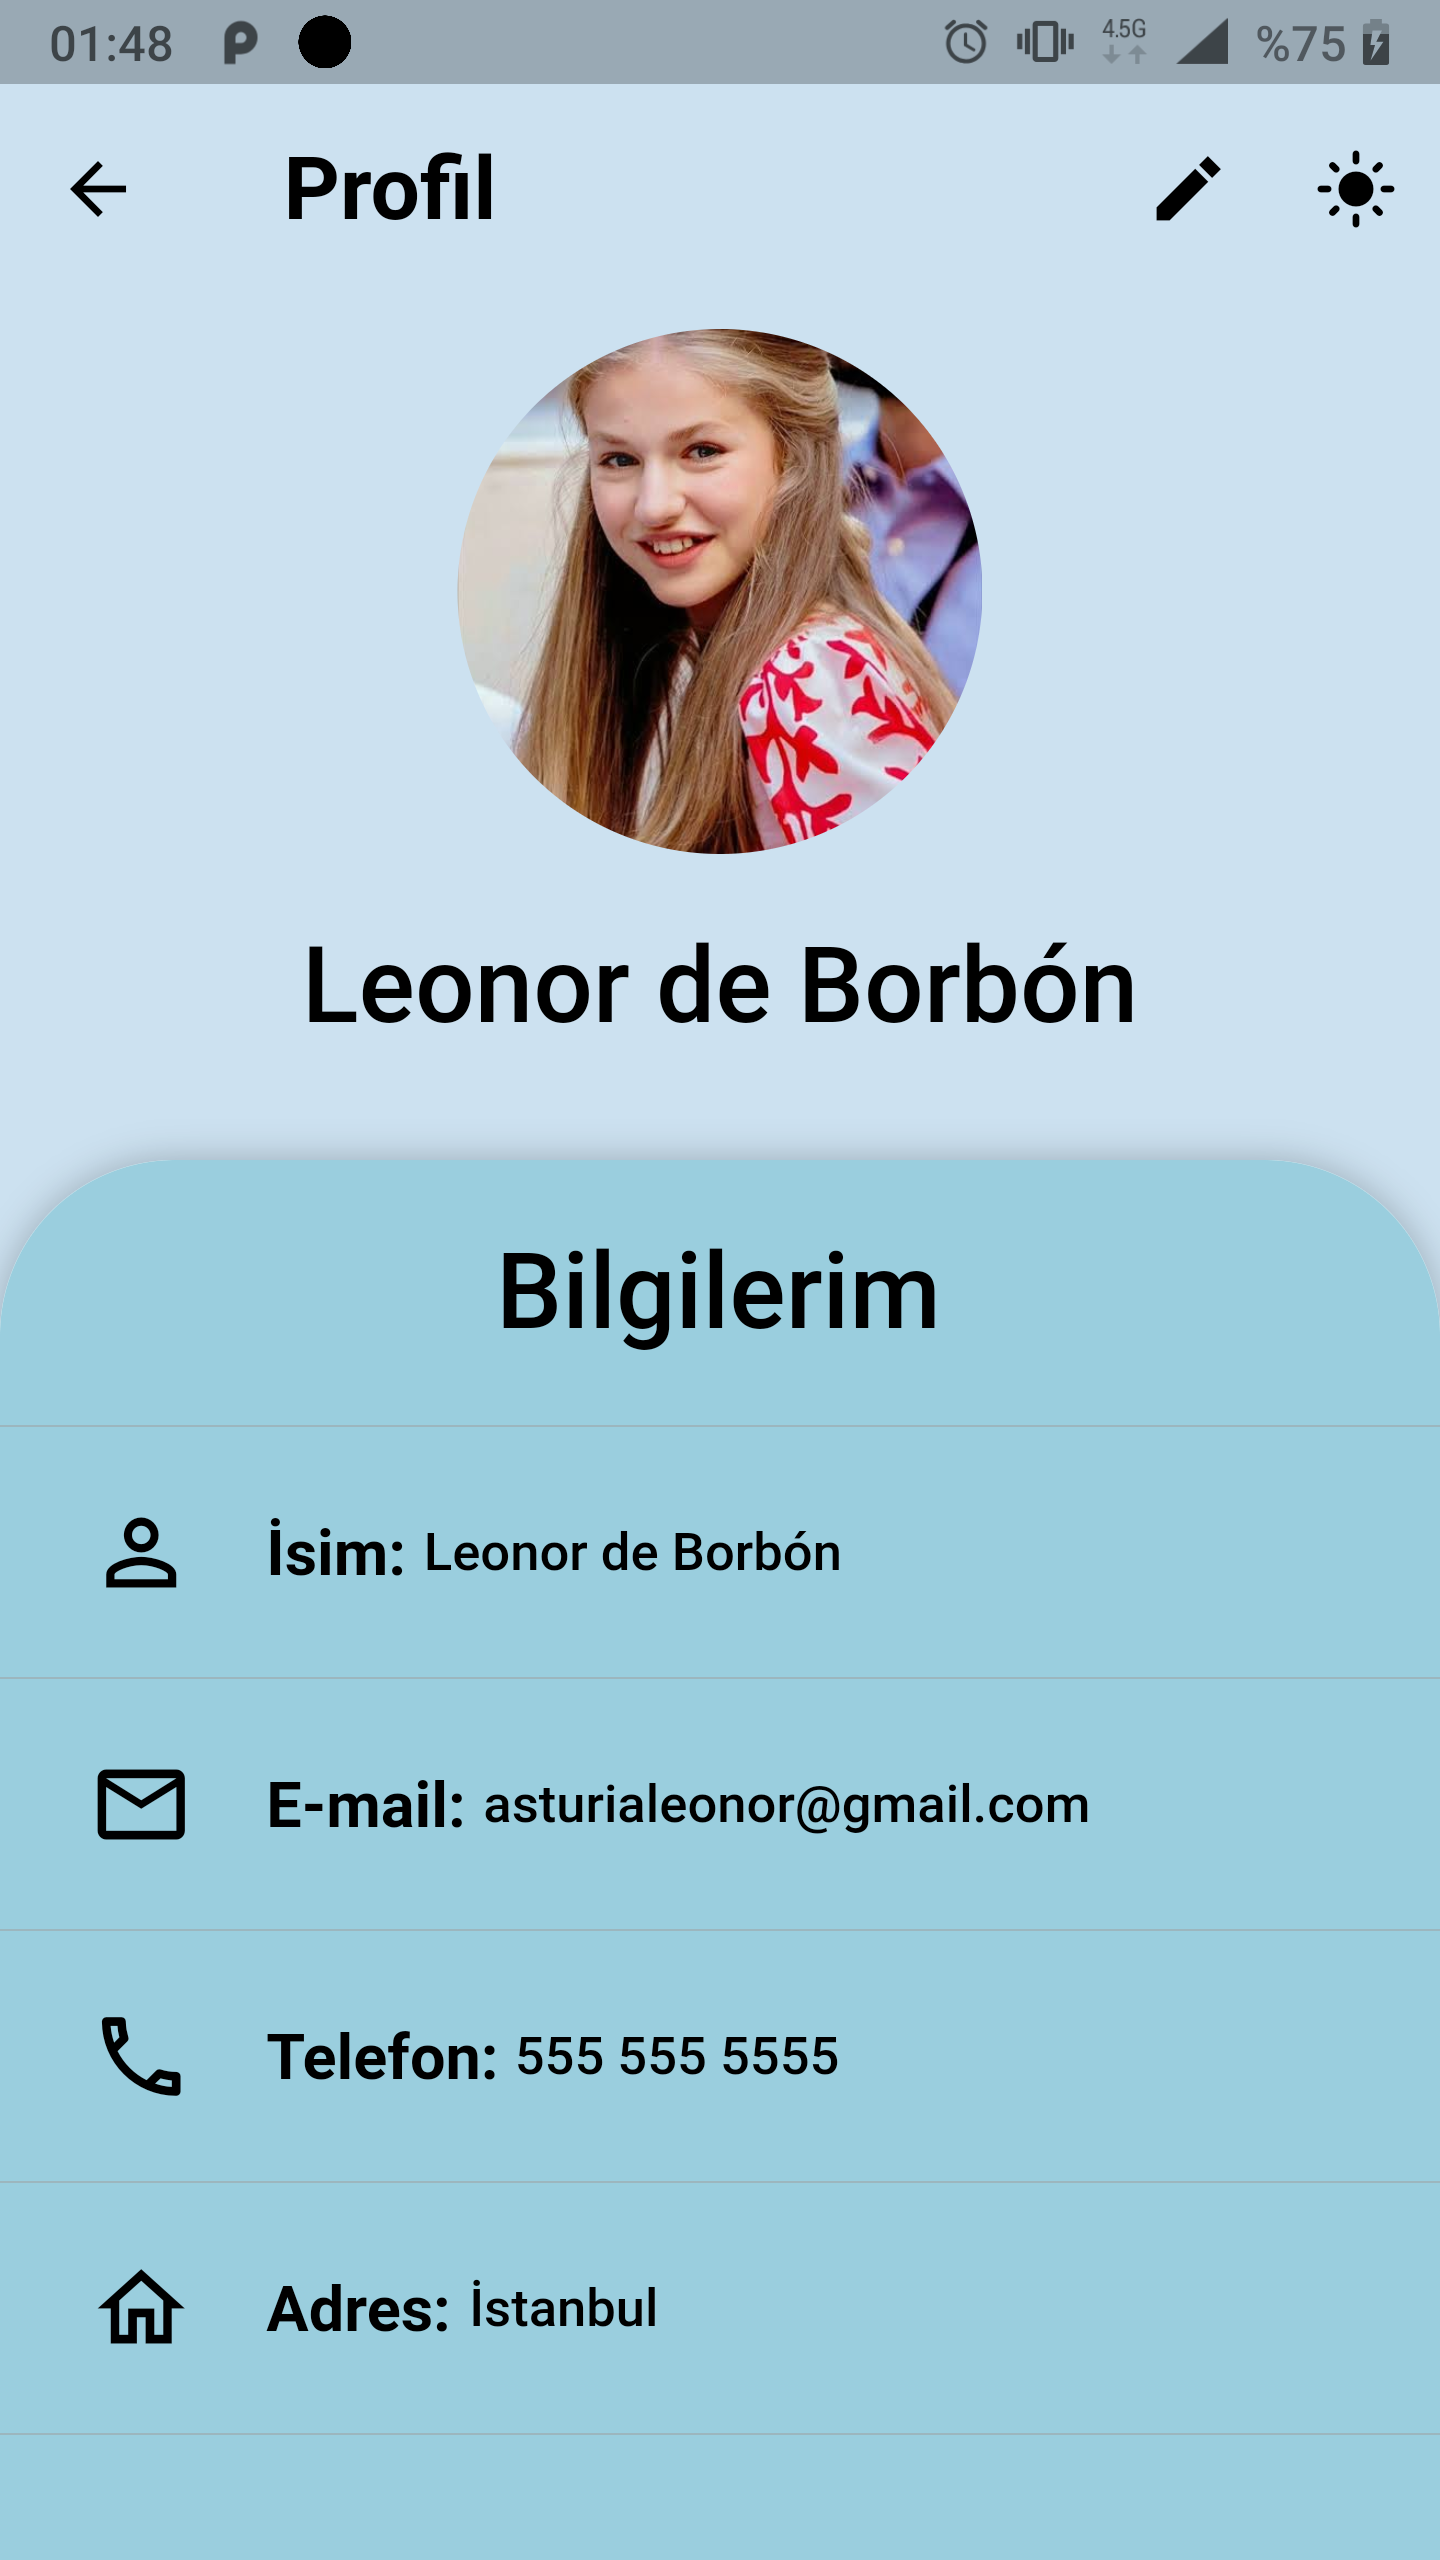 01:48
4.5G
%75
Profil
Leonor de Borbón
Bilgilerim
İsim: Leonor de Borbón
E-mail: asturialeonor@gmail.com
Telefon: 555 555 5555
Adres: İstanbul